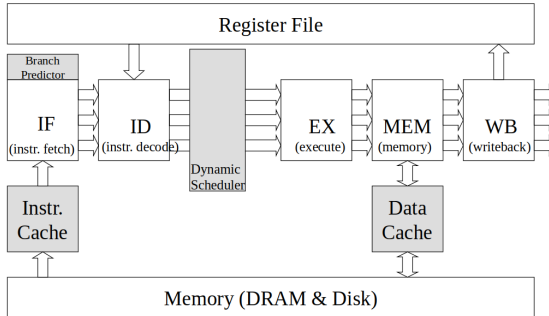 Register File
Branch
Predictor
IF
(instr. fetch)
ID
(instr. decode)
Dynamic
Scheduler
EX
(execute)
MEM
(memory)
WB
(writeback)
Instr.
Cache
Data
Cache
Memory (DRAM & Disk)